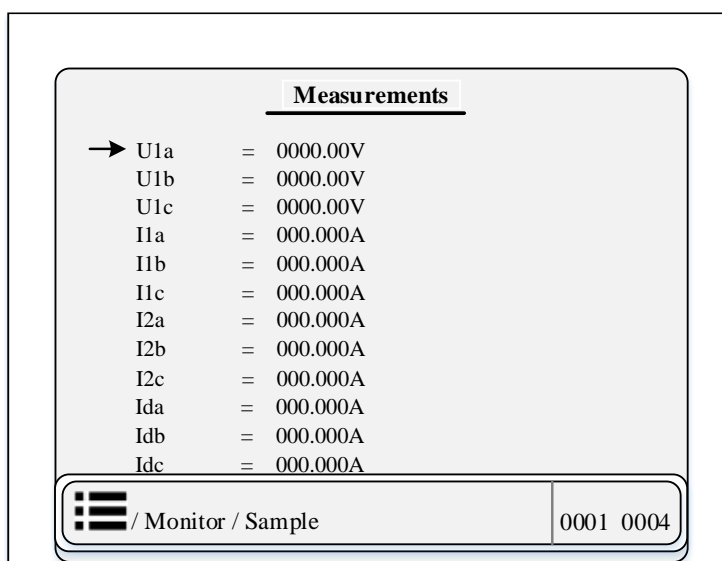 Measurements
U1a = 0000.00V
U1b = 0000.00V
U1c = 0000.00V
I1a = 000.000A
I1b = 000.000A
I1c = 000.000A
I2a = 000.000A
I2b = 000.000A
I2c = 000.000A
Ida = 000.000A
Idb = 000.000A
Idc = 000.000A
/ Monitor / Sample 0001 0004